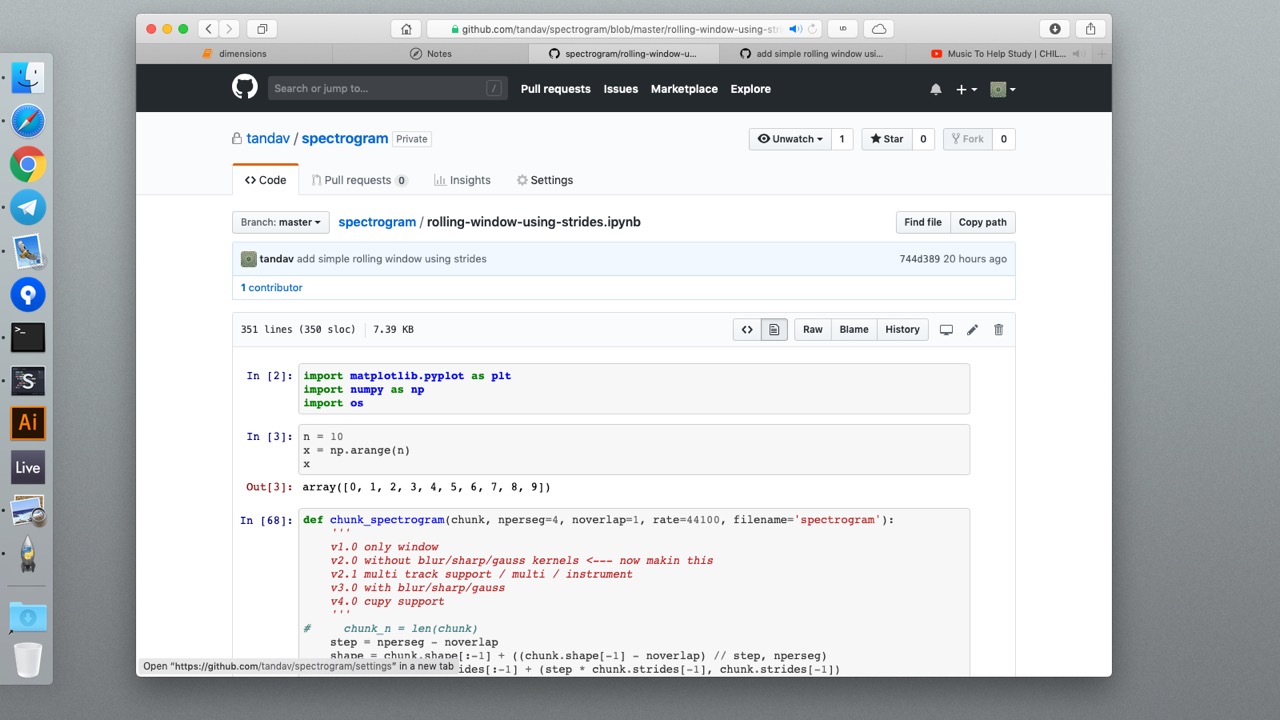 github.com/tandav/spectrogram/blob/master/rolling-window-using-str
dimensions
Notes
spectrogram/rolling-window-u...
add simple rolling window usi...
Music To Help Study | CHIL...
Search or jump to...
/
Pull requests
Issues
Marketplace
Explore
tandav / spectrogram Private
Unwatch 1
Star 0
Fork 0
<> Code
Pull requests 0
Insights
Settings
Branch: master
spectrogram / rolling-window-using-strides.ipynb
Find file
Copy path
tandav add simple rolling window using strides
744d389 20 hours ago
1 contributor
351 lines (350 sloc) 7.39 KB
<>
Raw
Blame
History
In [2]: import matplotlib.pyplot as plt
import numpy as np
import os
In [3]: n = 10
x = np.arange(n)
x
Out[3]: array([0, 1, 2, 3, 4, 5, 6, 7, 8, 9])
In [68]: def chunk_spectrogram(chunk, nperseg=4, noverlap=1, rate=44100, filename='spectrogram'):
'''
v1.0 only window
v2.0 without blur/sharp/gauss kernels <--- now makin this
v2.1 multi track support / multi / instrument
v3.0 with blur/sharp/gauss
v4.0 cupy support
'''
# chunk_n = len(chunk)
step = nperseg - noverlap
shape = chunk.shape[:-1] + ((chunk.shape[-1] - noverlap) // step, nperseg)
ides[:-1] + (step * chunk.strides[-1], chunk.strides[-1])
Open "https://github.com/tandav/spectrogram/settings" in a new tab
>_
S
Ai
Live